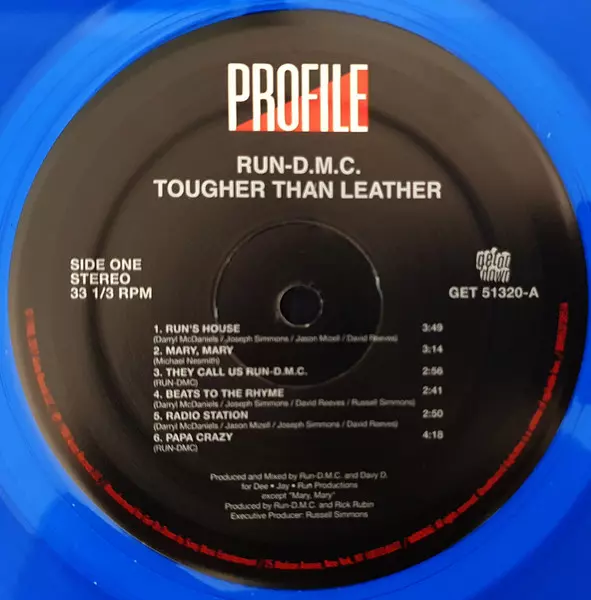 PROFILE
RUN-D.M.C.
TOUGHER THAN LEATHER
SIDE ONE
STEREO
33 1/3 RPM
get on down
GET 51320-A
1. RUN'S HOUSE 3:49
(Darryl McDaniels / Joseph Simmons / Jason Mizell / David Reeves)
2. MARY, MARY 3:14
(Michael Nesmith)
3. THEY CALL US RUN-D.M.C. 2:56
(RUN-DMC)
4. BEATS TO THE RHYME 2:41
(Darryl McDaniels / Joseph Simmons / David Reeves / Russell Simmons)
5. RADIO STATION 2:50
(Darryl McDaniels / Jason Mizell / Joseph Simmons / David Reeves)
6. PAPA CRAZY 4:18
(RUN-DMC)
Produced and Mixed by Run-D.M.C. and Davy D.
for Dee • Jay • Run Productions
except "Mary, Mary"
Produced by Run-D.M.C. and Rick Rubin
Executive Producer: Russell Simmons